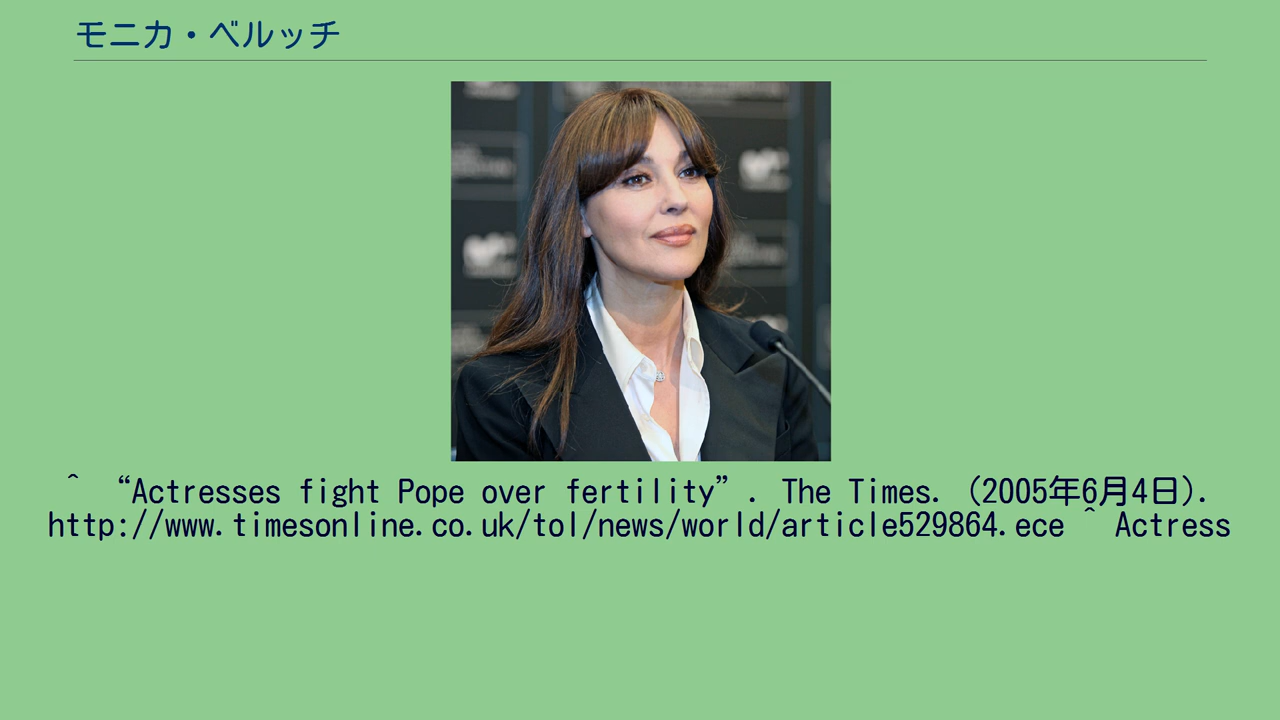 モニカ・ベルッチ
^ “Actresses fight Pope over fertility”. The Times. (2005年6月4日).
http://www.timesonline.co.uk/tol/news/world/article529864.ece ^ Actress